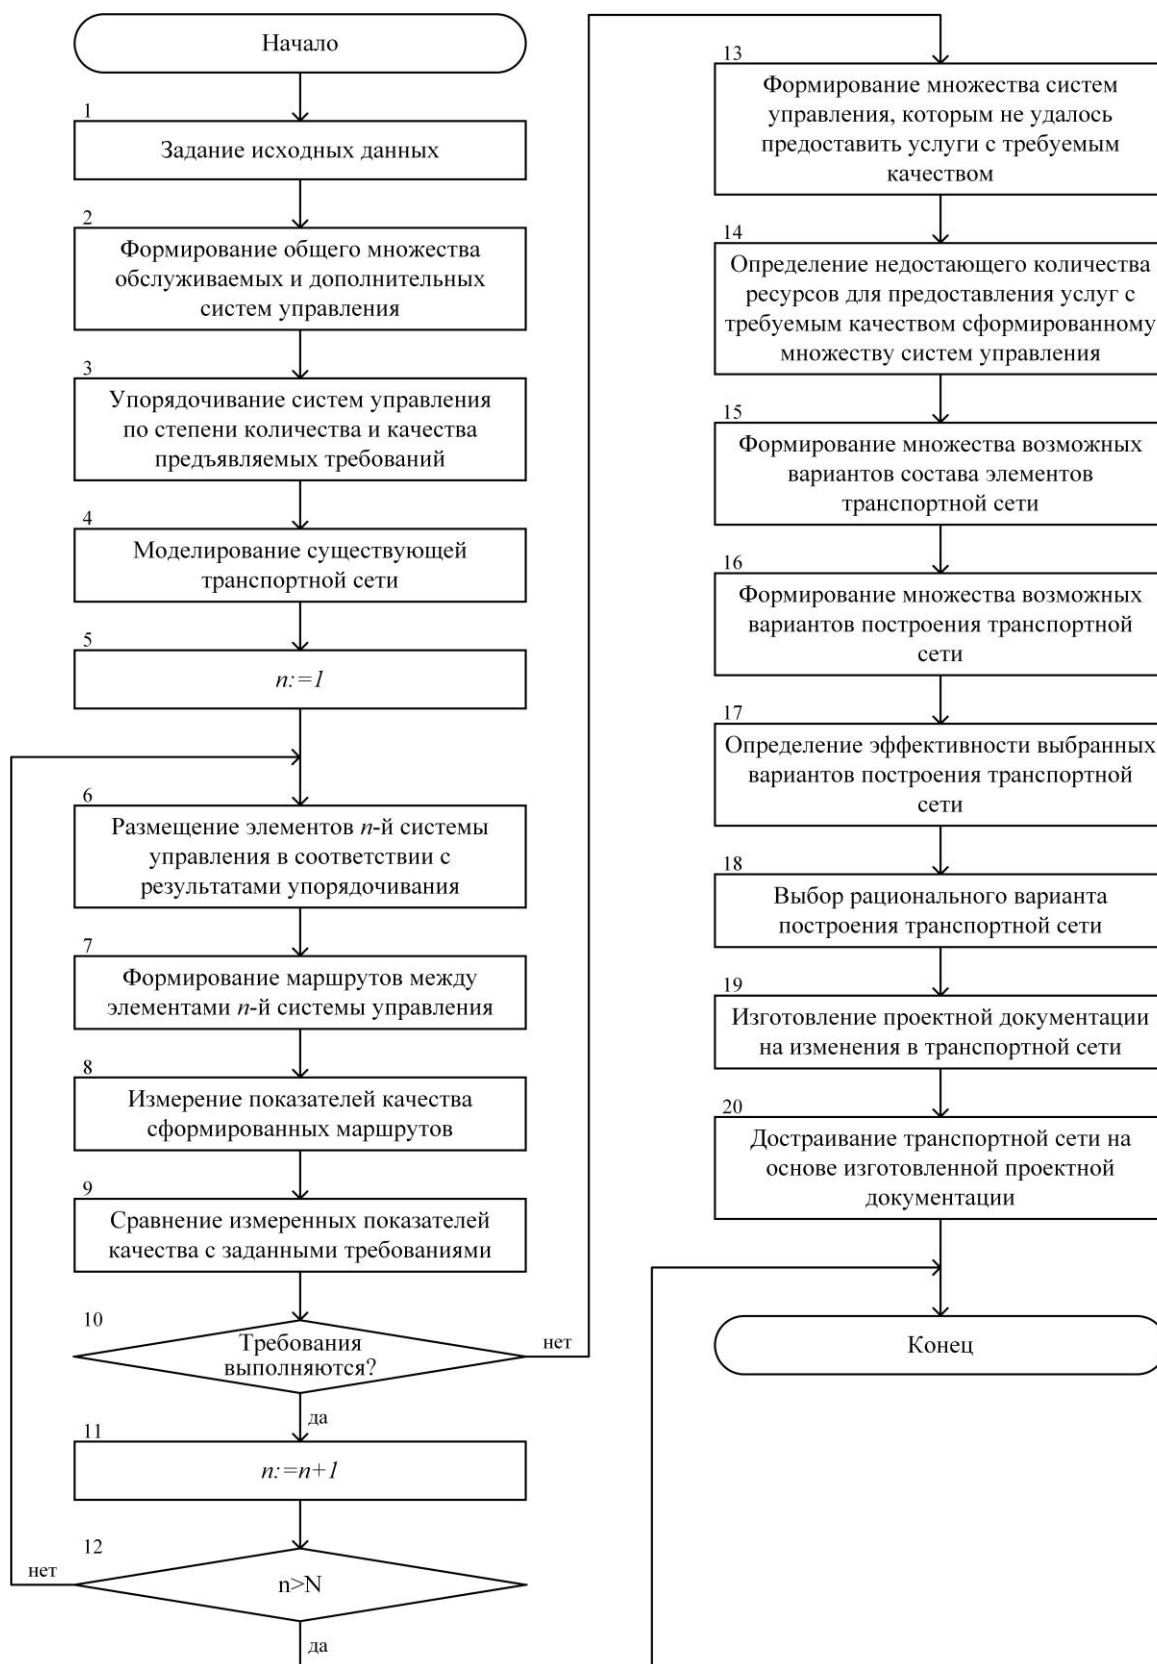 Начало
1
Задание исходных данных
2
Формирование общего множества
обслуживаемых и дополнительных
систем управления
3
Упорядочивание систем управления
по степени количества и качества
предъявляемых требований
4
Моделирование существующей
транспортной сети
5
n:=1
6
Размещение элементов n-й системы
управления в соответствии с
результатами упорядочивания
7
Формирование маршрутов между
элементами n-й системы управления
8
Измерение показателей качества
сформированных маршрутов
9
Сравнение измеренных показателей
качества с заданными требованиями
10
Требования
выполняются?
нет
да
11
n:=n+1
12
n>N
нет
да
13
Формирование множества систем
управления, которым не удалось
предоставить услуги с требуемым
качеством
14
Определение недостающего количества
ресурсов для предоставления услуг с
требуемым качеством сформированному
множеству систем управления
15
Формирование множества возможных
вариантов состава элементов
транспортной сети
16
Формирование множества возможных
вариантов построения транспортной
сети
17
Определение эффективности выбранных
вариантов построения транспортной
сети
18
Выбор рационального варианта
построения транспортной сети
19
Изготовление проектной документации
на изменения в транспортной сети
20
Достраивание транспортной сети на
основе изготовленной проектной
документации
Конец